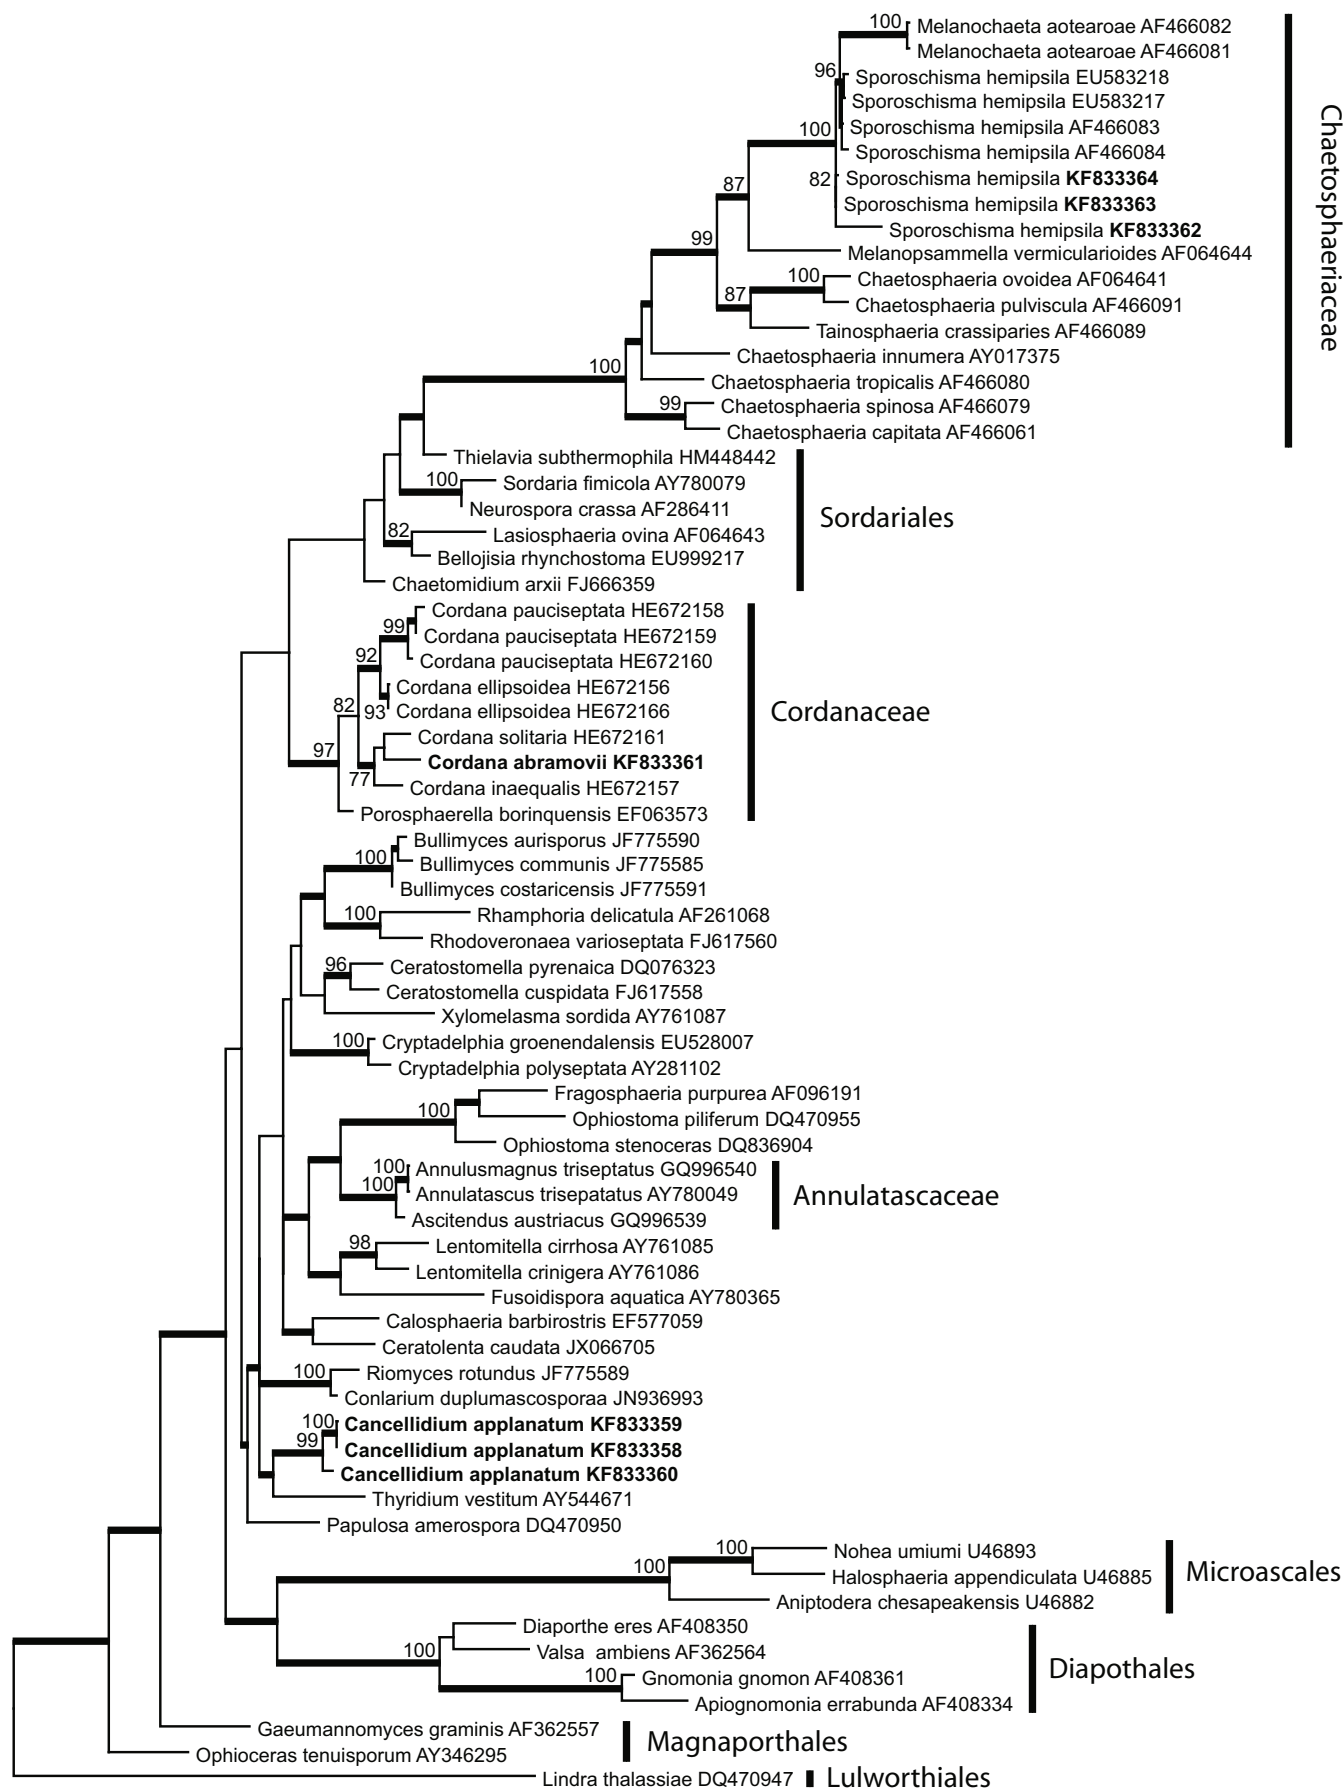 100
Melanochaeta aotearoae AF466082
Melanochaeta aotearoae AF466081
96
Sporoschisma hemipsila EU583218
Sporoschisma hemipsila EU583217
100
Sporoschisma hemipsila AF466083
Sporoschisma hemipsila AF466084
82
Sporoschisma hemipsila KF833364
87
Sporoschisma hemipsila KF833363
Sporoschisma hemipsila KF833362
99
Melanopsammella vermicularioides AF064644
100
Chaetosphaeria ovoidea AF064641
87
Chaetosphaeria pulviscula AF466091
Tainosphaeria crassiparies AF466089
Chaetosphaeria innumera AY017375
100
Chaetosphaeria tropicalis AF466080
99
Chaetosphaeria spinosa AF466079
Chaetosphaeria capitata AF466061
Chaetosphaeriaceae
Thielavia subthermophila HM448442
100
Sordaria fimicola AY780079
Neurospora crassa AF286411
Sordariales
82
Lasiosphaeria ovina AF064643
Bellojisia rhynchostoma EU999217
Chaetomidium arxii FJ666359
Cordana pauciseptata HE672158
99
Cordana pauciseptata HE672159
92
Cordana pauciseptata HE672160
Cordana ellipsoidea HE672156
82
93
Cordana ellipsoidea HE672166
Cordanaceae
Cordana solitaria HE672161
97
Cordana abramovii KF833361
77
Cordana inaequalis HE672157
Porosphaerella borinquensis EF063573
Bullimyces aurisporus JF775590
100
Bullimyces communis JF775585
Bullimyces costaricensis JF775591
100
Rhamphoria delicatula AF261068
Rhodoveronaea varioseptata FJ617560
96
Ceratostomella pyrenaica DQ076323
Ceratostomella cuspidata FJ617558
Xylomelasma sordida AY761087
100
Cryptadelphia groenendalensis EU528007
Cryptadelphia polyseptata AY281102
Fragosphaeria purpurea AF096191
100
Ophiostoma piliferum DQ470955
Ophiostoma stenoceras DQ836904
100
Annulusmagnus triseptatus GQ996540
100
Annulatascus trisepatatus AY780049
Annulatascaceae
Ascitendus austriacus GQ996539
98
Lentomitella cirrhosa AY761085
Lentomitella crinigera AY761086
Fusoidispora aquatica AY780365
Calosphaeria barbirostris EF577059
Ceratolenta caudata JX066705
100
Riomyces rotundus JF775589
Conlarium duplumascosporaa JN936993
100
Cancellidium applanatum KF833359
99
Cancellidium applanatum KF833358
Cancellidium applanatum KF833360
Thyridium vestitum AY544671
Papulosa amerospora DQ470950
100
Nohea umiumi U46893
100
Halosphaeria appendiculata U46885
Microascales
Aniptodera chesapeakensis U46882
Diaporthe eres AF408350
100
Valsa ambiens AF362564
100
Gnomonia gnomon AF408361
Diapothales
Apiognomonia errabunda AF408334
Gaeumannomyces graminis AF362557
Magnaporthales
Ophioceras tenuisporum AY346295
Lindra thalassiae DQ470947
Lulworthiales